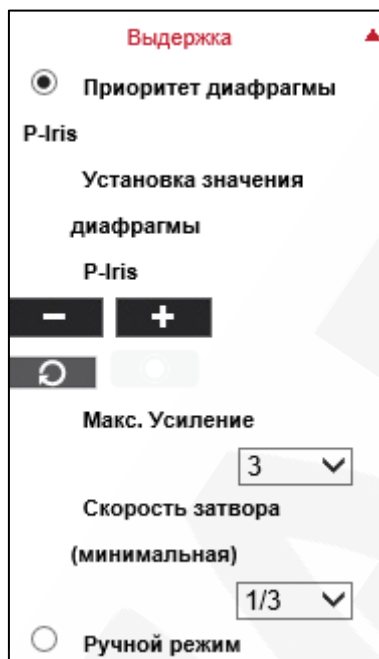 Выдержка
Приоритет диафрагмы
P-Iris
Установка значения
диафрагмы
P-Iris
− +
Макс. Усиление
3
Скорость затвора
(минимальная)
1/3
Ручной режим